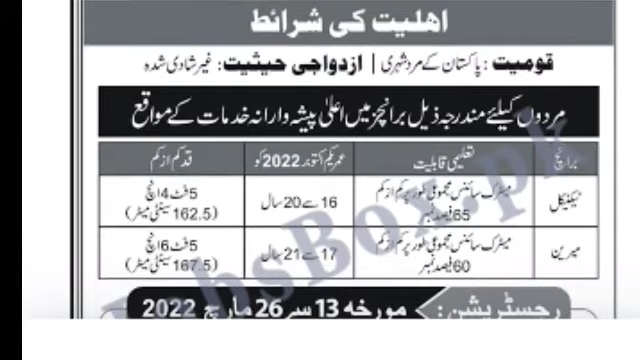 اہلیت کی شرائط
قومیت : پاکستان کے مرد شہری | ازدواجی حیثیت: غیر شادی شدہ
مردوں کیلئے مندرجہ ذیل برانچز میں اعلیٰ پیشہ وارانہ خدمات کے مواقع
برانچ تعلیمی قابلیت عمر یکم اکتوبر 2022 کو قد کم از کم
ٹیکنیکل میٹرک سائنس مجموعی طور پر کم از کم 65 فیصد نمبر 16 سے 20 سال 5 فٹ 4 انچ (162.5 سینٹی میٹر)
میرین میٹرک سائنس مجموعی طور پر کم از کم 60 فیصد نمبر 17 سے 21 سال 5 فٹ 6 انچ (167.5 سینٹی میٹر)
رجسٹریشن: مورخہ 13 سے 26 مارچ 2022
JobsBox.pk